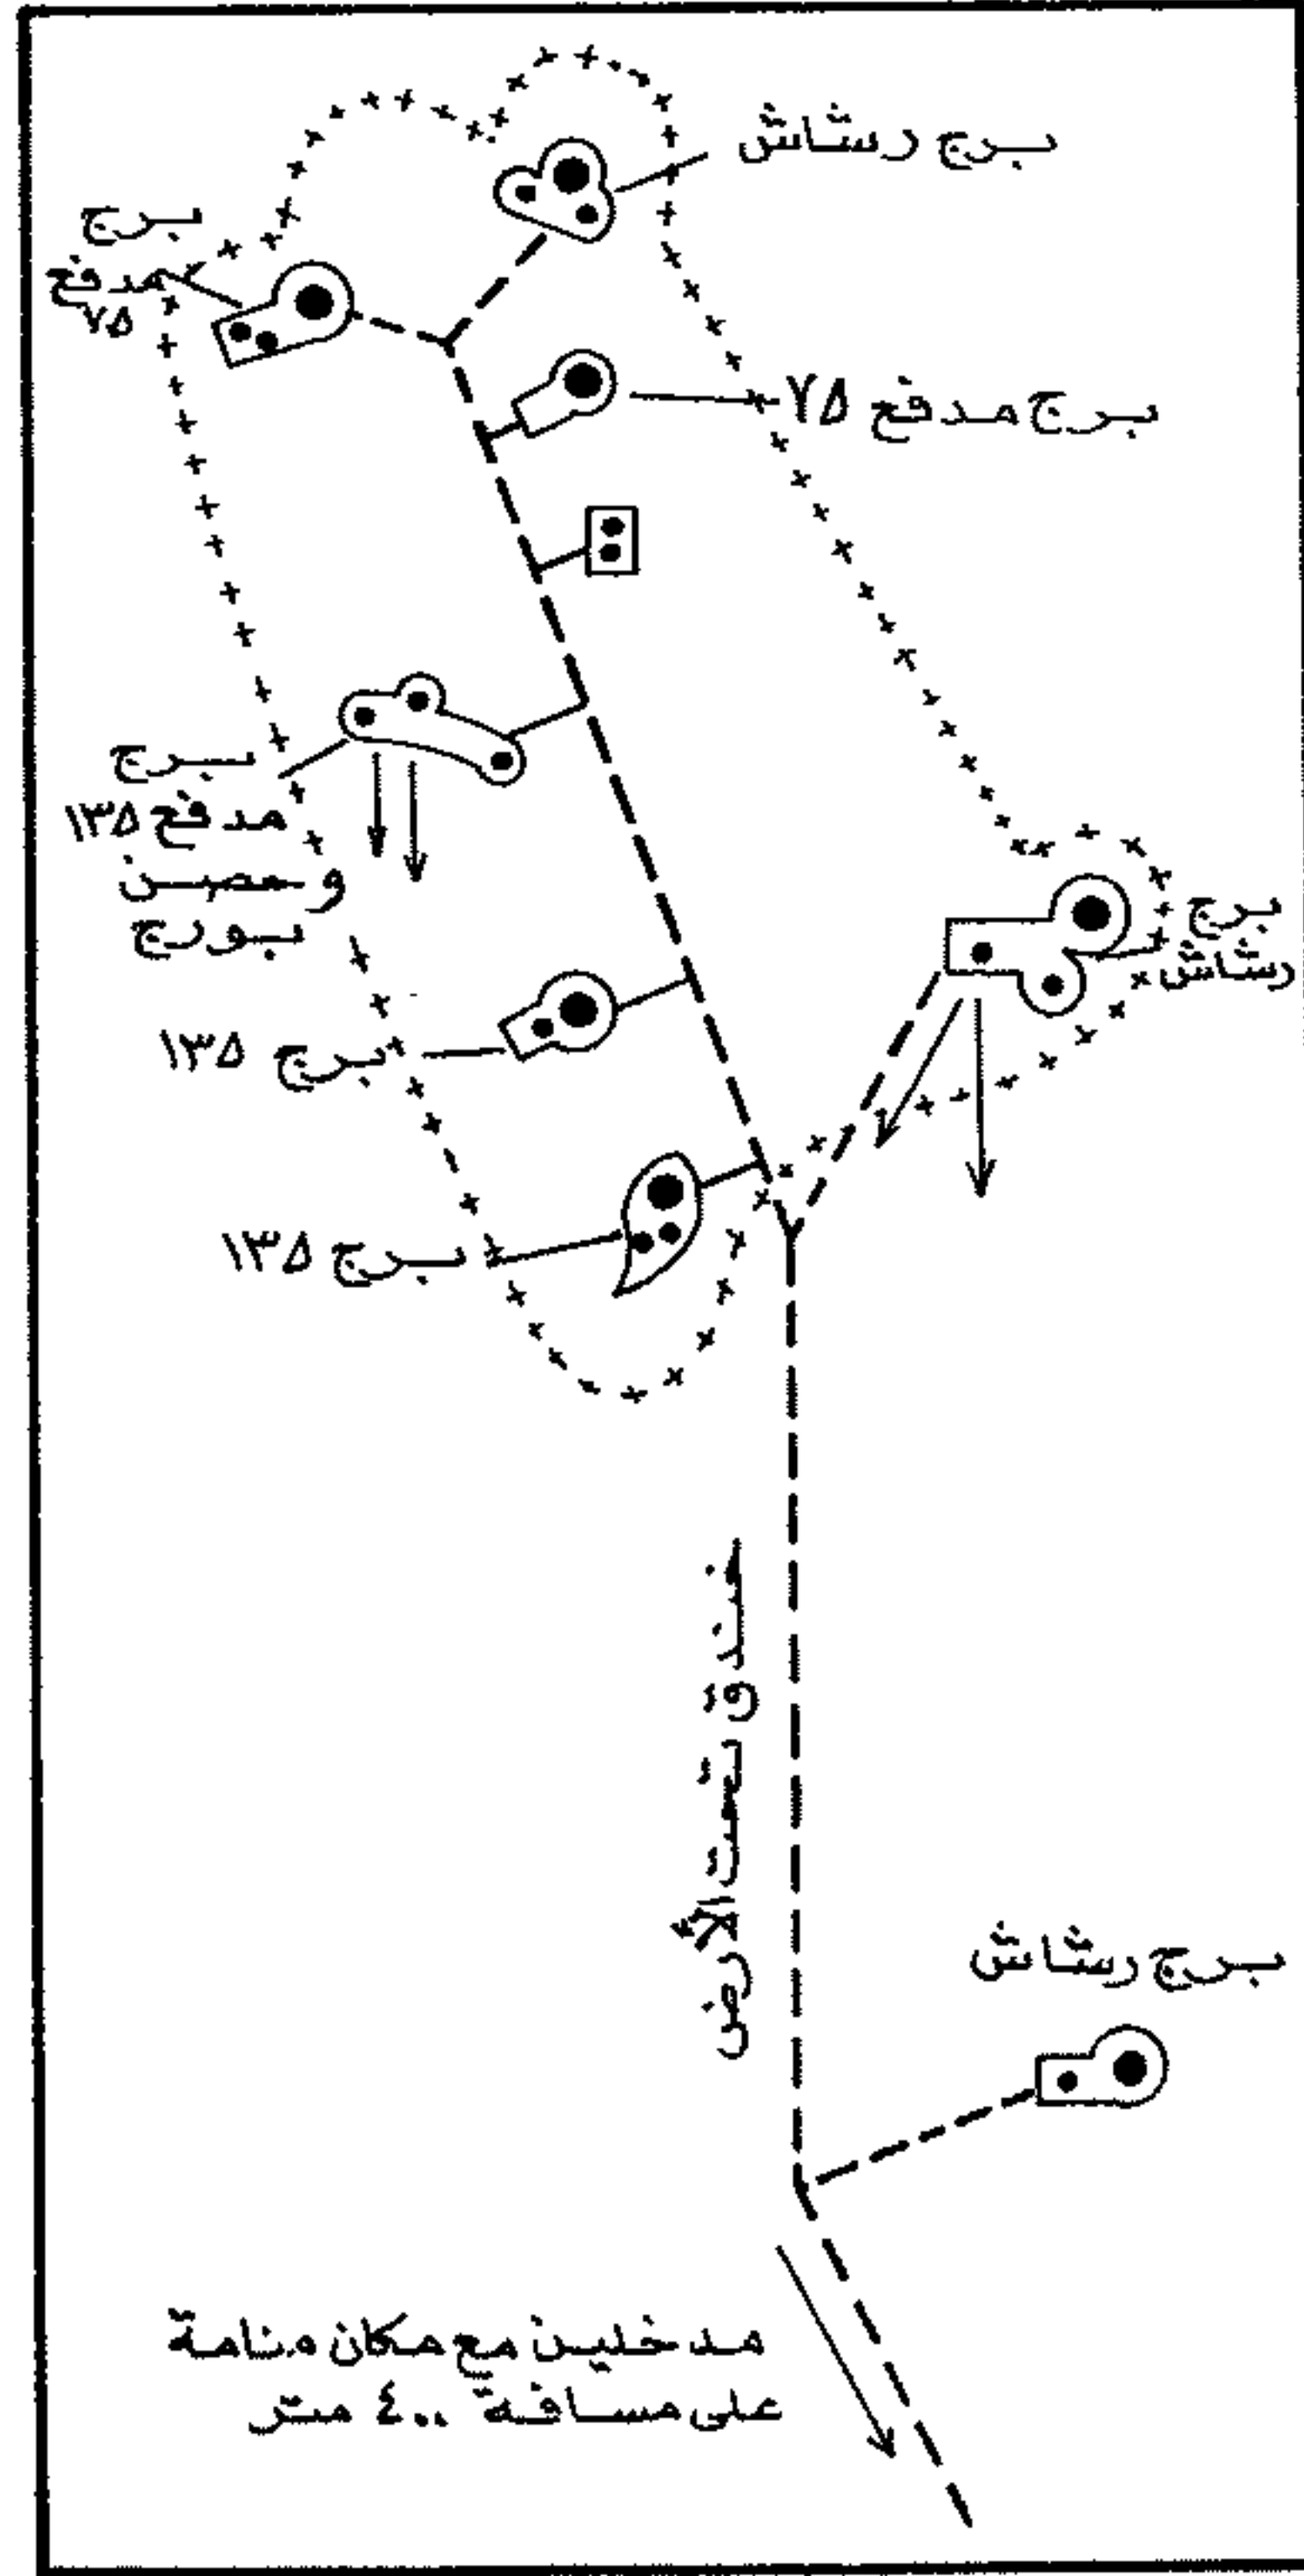 برج رشاش
برج
مدفع
٧٥
برج مدفع ٧٥
برج
مدفع ١٣٥
وحصن
بورج
برج
رشاش
برج ١٣٥
برج ١٣٥
خندق تحت الأرض
برج رشاش
مدخلين مع مكان منامة
على مسافة ٤٠٠ متر